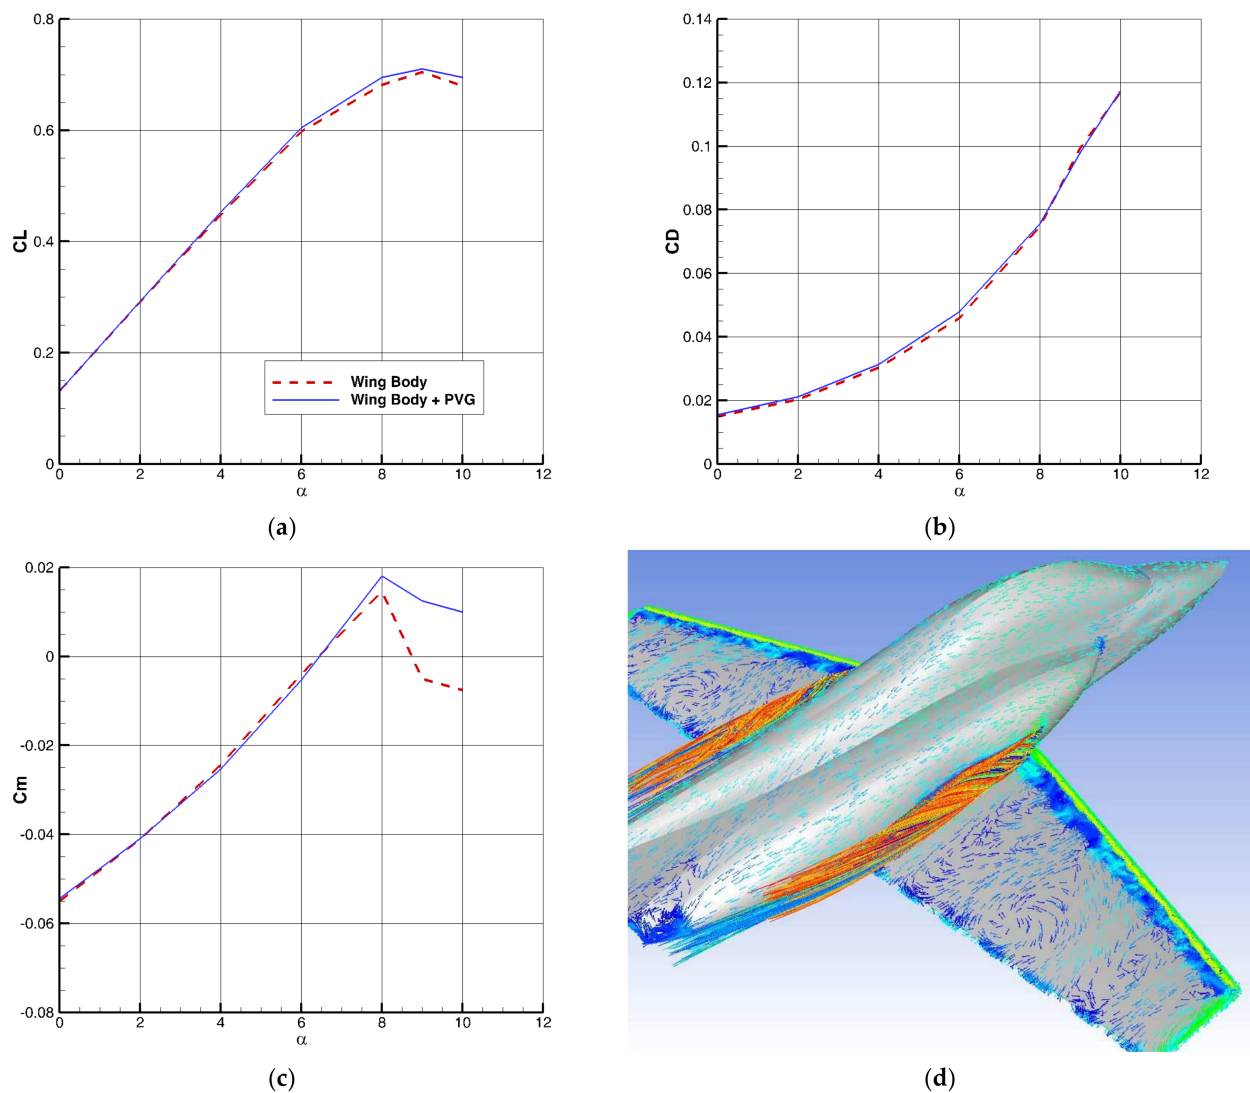 0.8
0.6
0.4
0.2
0
CL
0 2 4 6 8 10 12
α
Wing Body
Wing Body + PVG
(a)
0.14
0.12
0.1
0.08
0.06
0.04
0.02
0
CD
0 2 4 6 8 10 12
α
(b)
0.02
0
-0.02
-0.04
-0.06
-0.08
Cm
0 2 4 6 8 10 12
α
(c)
(d)